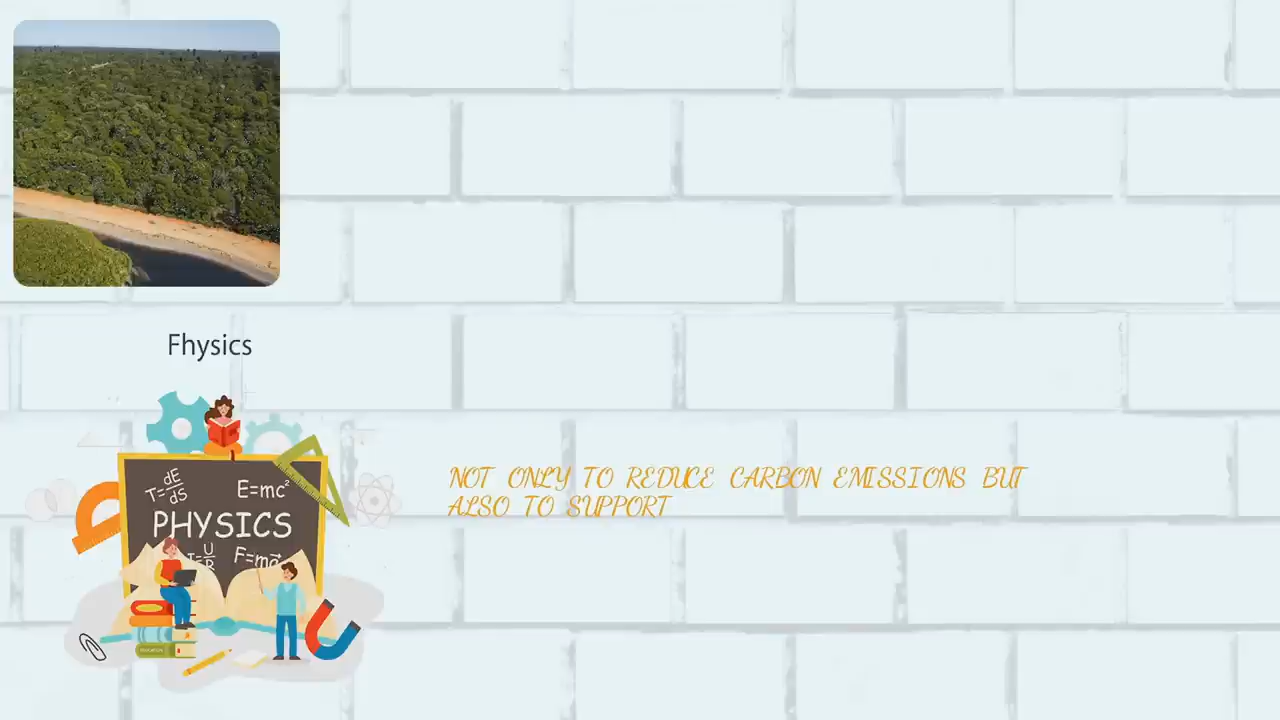 Fhysics
T=dE/dS
E=mc²
PHYSICS
F=ma
NOT ONLY TO REDUCE CARBON EMISSIONS BUT
ALSO TO SUPPORT